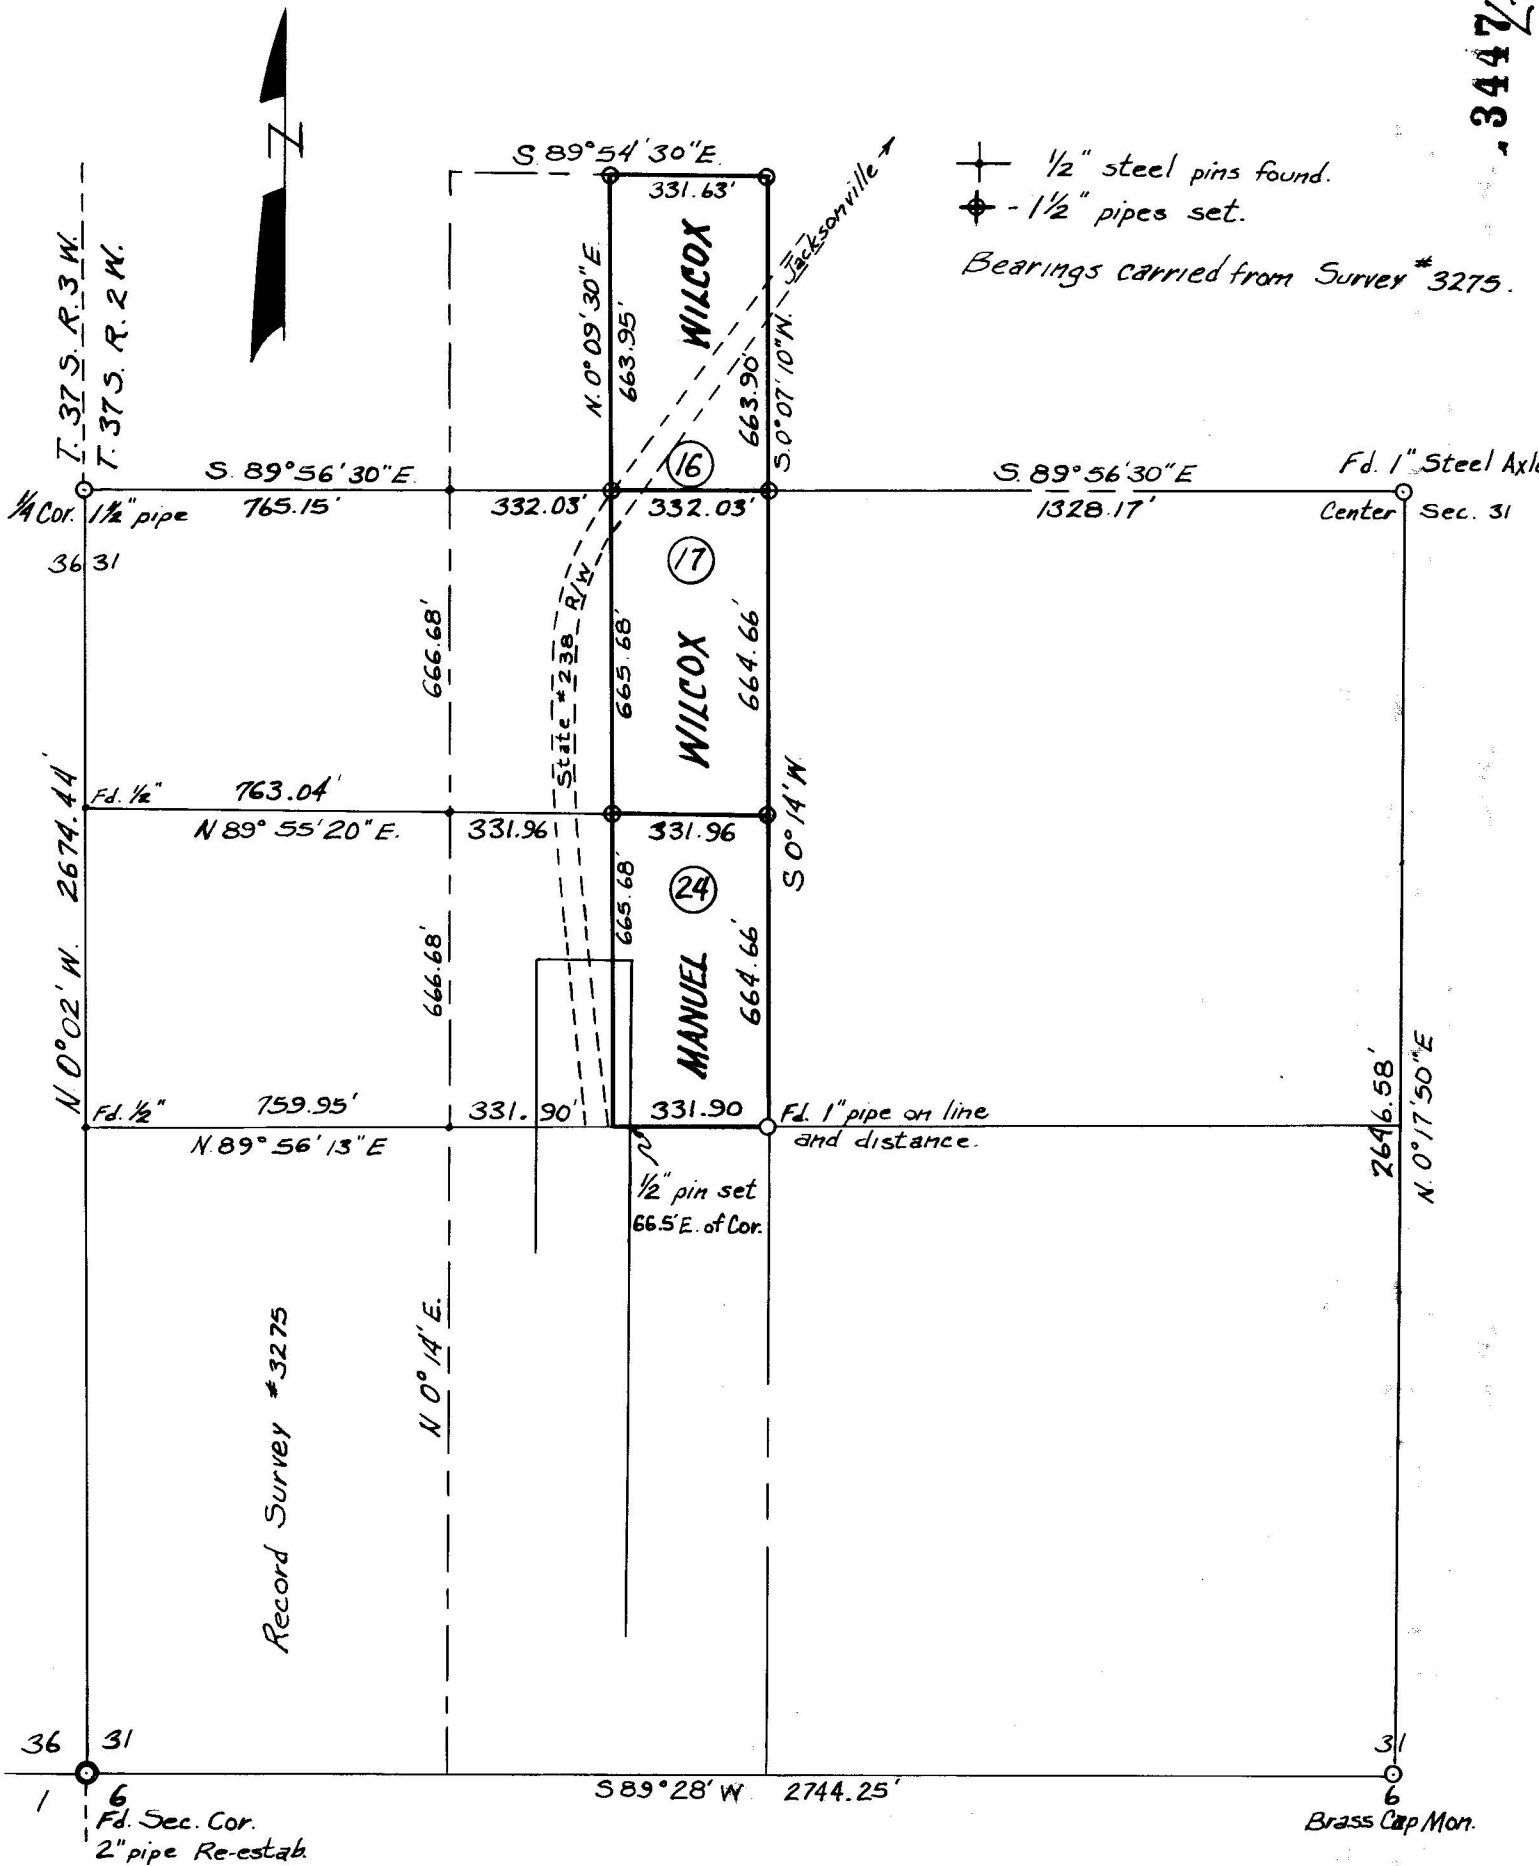 3447
N
S. 89° 54' 30" E.
331.63'
Jacksonville
1/2" steel pins found.
- 1 1/2" pipes set.
Bearings carried from Survey #3275.
T. 37 S. R. 3 W.
T. 37 S. R. 2 W.
N. 0° 09' 30" E.
663.95'
WILCOX
663.90'
S. 0° 07' 10" W.
16
S. 89° 56' 30" E.
765.15'
332.03'
332.03'
S. 89° 56' 30" E
1328.17'
Fd. 1" Steel Axle
Center Sec. 31
1/4 Cor. 1 1/2" pipe
36 31
17
666.68'
State #238 R/W
665.68'
WILCOX
664.66'
N. 0° 02' W. 2674.44'
Fd. 1/2"
763.04'
N 89° 55' 20" E.
331.96
331.96
S 0° 14' W.
24
666.68'
665.68'
MANUEL
664.66'
Fd. 1/2"
759.95'
N. 89° 56' 13" E
331.90'
331.90
Fd. 1" pipe on line
and distance.
1/2" pin set
66.5' E. of Cor.
2646.58'
N. 0° 17' 50" E
Record Survey #3275
N 0° 14' E.
36 31
1 6
Fd. Sec. Cor.
2" pipe Re-estab.
S 89° 28' W. 2744.25'
31
6
Brass Cap Mon.